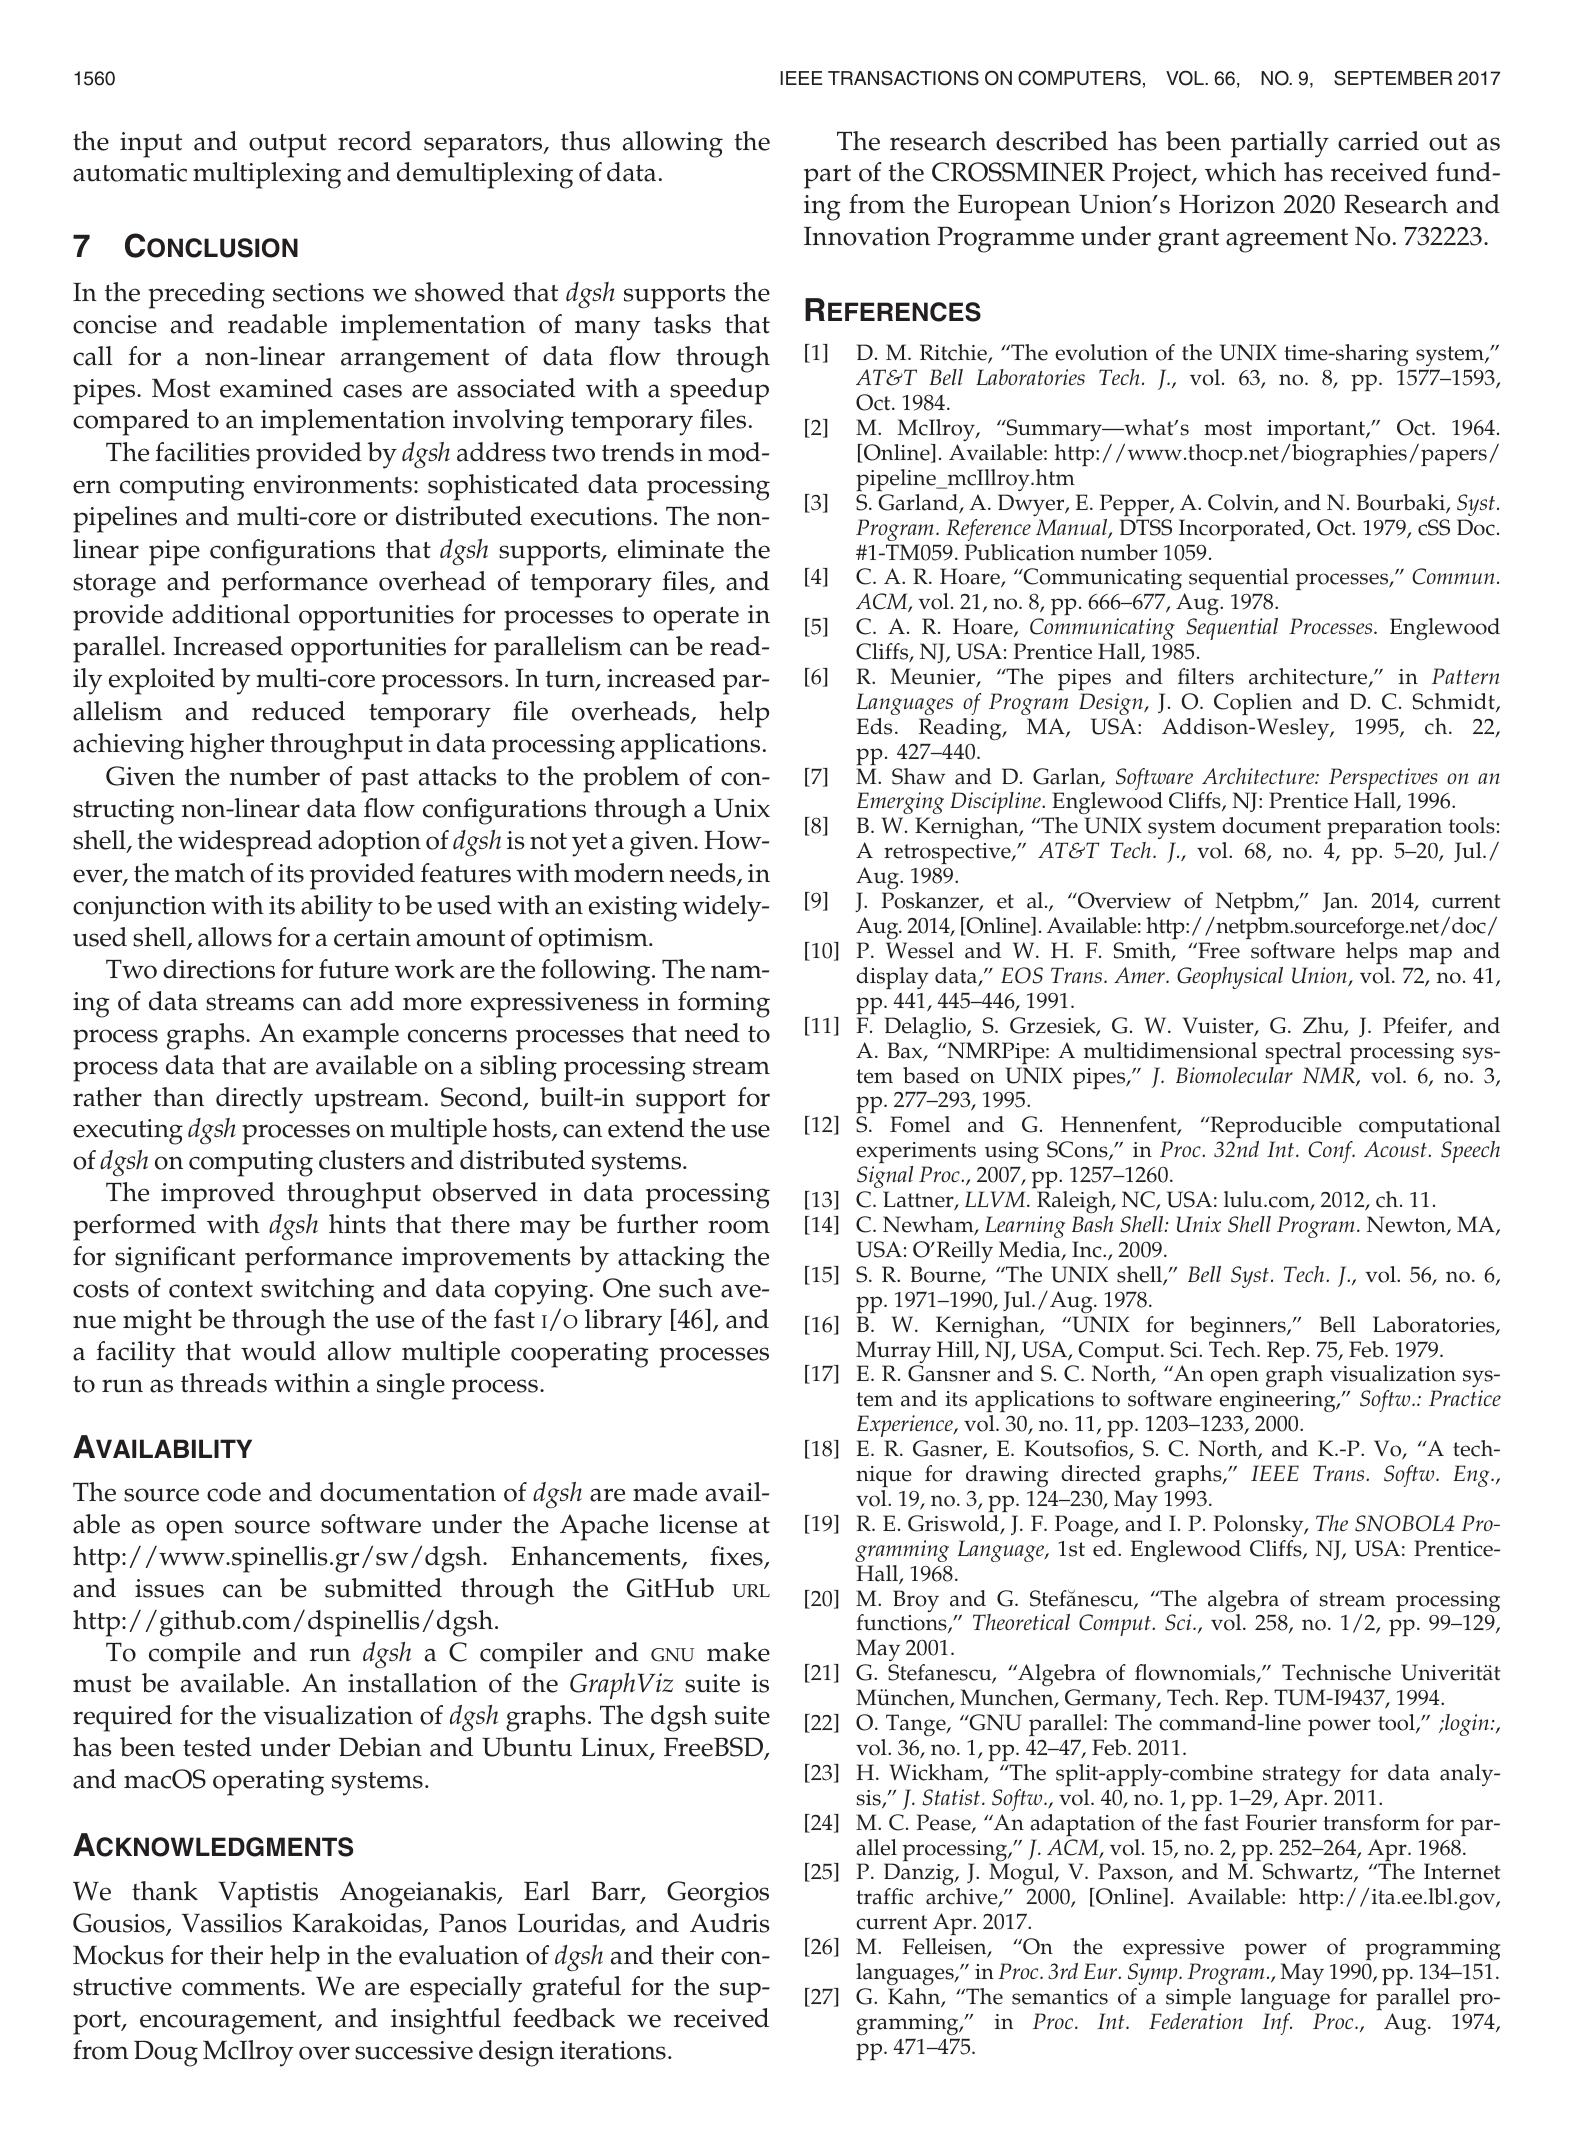 1560
IEEE TRANSACTIONS ON COMPUTERS, VOL. 66, NO. 9, SEPTEMBER 2017
the input and output record separators, thus allowing the
automatic multiplexing and demultiplexing of data.
7 CONCLUSION
In the preceding sections we showed that dgsh supports the
concise and readable implementation of many tasks that
call for a non-linear arrangement of data flow through
pipes. Most examined cases are associated with a speedup
compared to an implementation involving temporary files.
The facilities provided by dgsh address two trends in mod-
ern computing environments: sophisticated data processing
pipelines and multi-core or distributed executions. The non-
linear pipe configurations that dgsh supports, eliminate the
storage and performance overhead of temporary files, and
provide additional opportunities for processes to operate in
parallel. Increased opportunities for parallelism can be read-
ily exploited by multi-core processors. In turn, increased par-
allelism and reduced temporary file overheads, help
achieving higher throughput in data processing applications.
Given the number of past attacks to the problem of con-
structing non-linear data flow configurations through a Unix
shell, the widespread adoption of dgsh is not yet a given. How-
ever, the match of its provided features with modern needs, in
conjunction with its ability to be used with an existing widely-
used shell, allows for a certain amount of optimism.
Two directions for future work are the following. The nam-
ing of data streams can add more expressiveness in forming
process graphs. An example concerns processes that need to
process data that are available on a sibling processing stream
rather than directly upstream. Second, built-in support for
executing dgsh processes on multiple hosts, can extend the use
of dgsh on computing clusters and distributed systems.
The improved throughput observed in data processing
performed with dgsh hints that there may be further room
for significant performance improvements by attacking the
costs of context switching and data copying. One such ave-
nue might be through the use of the fast I/O library [46], and
a facility that would allow multiple cooperating processes
to run as threads within a single process.
AVAILABILITY
The source code and documentation of dgsh are made avail-
able as open source software under the Apache license at
http://www.spinellis.gr/sw/dgsh. Enhancements, fixes,
and issues can be submitted through the GitHub URL
http://github.com/dspinellis/dgsh.
To compile and run dgsh a C compiler and GNU make
must be available. An installation of the GraphViz suite is
required for the visualization of dgsh graphs. The dgsh suite
has been tested under Debian and Ubuntu Linux, FreeBSD,
and macOS operating systems.
ACKNOWLEDGMENTS
We thank Vaptistis Anogeianakis, Earl Barr, Georgios
Gousios, Vassilios Karakoidas, Panos Louridas, and Audris
Mockus for their help in the evaluation of dgsh and their con-
structive comments. We are especially grateful for the sup-
port, encouragement, and insightful feedback we received
from Doug McIlroy over successive design iterations.
The research described has been partially carried out as
part of the CROSSMINER Project, which has received fund-
ing from the European Union's Horizon 2020 Research and
Innovation Programme under grant agreement No. 732223.
REFERENCES
[1] D. M. Ritchie, "The evolution of the UNIX time-sharing system,"
AT&T Bell Laboratories Tech. J., vol. 63, no. 8, pp. 1577–1593,
Oct. 1984.
[2] M. McIlroy, "Summary—what's most important," Oct. 1964.
[Online]. Available: http://www.thocp.net/biographies/papers/
pipeline_mcIllroy.htm
[3] S. Garland, A. Dwyer, E. Pepper, A. Colvin, and N. Bourbaki, Syst.
Program. Reference Manual, DTSS Incorporated, Oct. 1979, cSS Doc.
#1-TM059. Publication number 1059.
[4] C. A. R. Hoare, "Communicating sequential processes," Commun.
ACM, vol. 21, no. 8, pp. 666–677, Aug. 1978.
[5] C. A. R. Hoare, Communicating Sequential Processes. Englewood
Cliffs, NJ, USA: Prentice Hall, 1985.
[6] R. Meunier, "The pipes and filters architecture," in Pattern
Languages of Program Design, J. O. Coplien and D. C. Schmidt,
Eds. Reading, MA, USA: Addison-Wesley, 1995, ch. 22,
pp. 427–440.
[7] M. Shaw and D. Garlan, Software Architecture: Perspectives on an
Emerging Discipline. Englewood Cliffs, NJ: Prentice Hall, 1996.
[8] B. W. Kernighan, "The UNIX system document preparation tools:
A retrospective," AT&T Tech. J., vol. 68, no. 4, pp. 5–20, Jul./
Aug. 1989.
[9] J. Poskanzer, et al., "Overview of Netpbm," Jan. 2014, current
Aug. 2014, [Online]. Available: http://netpbm.sourceforge.net/doc/
[10] P. Wessel and W. H. F. Smith, "Free software helps map and
display data," EOS Trans. Amer. Geophysical Union, vol. 72, no. 41,
pp. 441, 445–446, 1991.
[11] F. Delaglio, S. Grzesiek, G. W. Vuister, G. Zhu, J. Pfeifer, and
A. Bax, "NMRPipe: A multidimensional spectral processing sys-
tem based on UNIX pipes," J. Biomolecular NMR, vol. 6, no. 3,
pp. 277–293, 1995.
[12] S. Fomel and G. Hennenfent, "Reproducible computational
experiments using SCons," in Proc. 32nd Int. Conf. Acoust. Speech
Signal Proc., 2007, pp. 1257–1260.
[13] C. Lattner, LLVM. Raleigh, NC, USA: lulu.com, 2012, ch. 11.
[14] C. Newham, Learning Bash Shell: Unix Shell Program. Newton, MA,
USA: O'Reilly Media, Inc., 2009.
[15] S. R. Bourne, "The UNIX shell," Bell Syst. Tech. J., vol. 56, no. 6,
pp. 1971–1990, Jul./Aug. 1978.
[16] B. W. Kernighan, "UNIX for beginners," Bell Laboratories,
Murray Hill, NJ, USA, Comput. Sci. Tech. Rep. 75, Feb. 1979.
[17] E. R. Gansner and S. C. North, "An open graph visualization sys-
tem and its applications to software engineering," Softw.: Practice
Experience, vol. 30, no. 11, pp. 1203–1233, 2000.
[18] E. R. Gasner, E. Koutsofios, S. C. North, and K.-P. Vo, "A tech-
nique for drawing directed graphs," IEEE Trans. Softw. Eng.,
vol. 19, no. 3, pp. 124–230, May 1993.
[19] R. E. Griswold, J. F. Poage, and I. P. Polonsky, The SNOBOL4 Pro-
gramming Language, 1st ed. Englewood Cliffs, NJ, USA: Prentice-
Hall, 1968.
[20] M. Broy and G. Stefănescu, "The algebra of stream processing
functions," Theoretical Comput. Sci., vol. 258, no. 1/2, pp. 99–129,
May 2001.
[21] G. Stefanescu, "Algebra of flownomials," Technische Univerität
München, Munchen, Germany, Tech. Rep. TUM-I9437, 1994.
[22] O. Tange, "GNU parallel: The command-line power tool," ;login:,
vol. 36, no. 1, pp. 42–47, Feb. 2011.
[23] H. Wickham, "The split-apply-combine strategy for data analy-
sis," J. Statist. Softw., vol. 40, no. 1, pp. 1–29, Apr. 2011.
[24] M. C. Pease, "An adaptation of the fast Fourier transform for par-
allel processing," J. ACM, vol. 15, no. 2, pp. 252–264, Apr. 1968.
[25] P. Danzig, J. Mogul, V. Paxson, and M. Schwartz, "The Internet
traffic archive," 2000, [Online]. Available: http://ita.ee.lbl.gov,
current Apr. 2017.
[26] M. Felleisen, "On the expressive power of programming
languages," in Proc. 3rd Eur. Symp. Program., May 1990, pp. 134–151.
[27] G. Kahn, "The semantics of a simple language for parallel pro-
gramming," in Proc. Int. Federation Inf. Proc., Aug. 1974,
pp. 471–475.